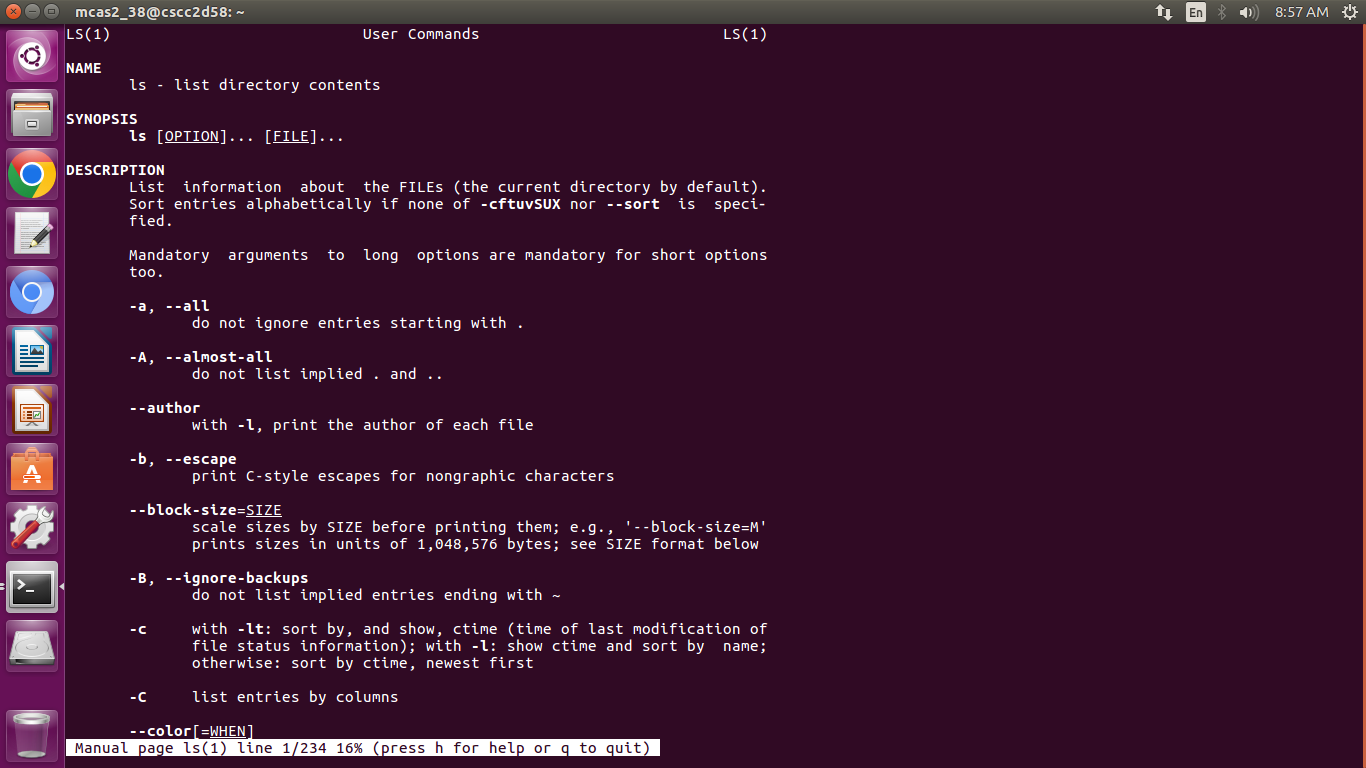 mcas2_38@cscc2d58: ~
En
8:57 AM
LS(1) User Commands LS(1)
NAME
ls - list directory contents
SYNOPSIS
ls [OPTION]... [FILE]...
DESCRIPTION
List information about the FILEs (the current directory by default).
Sort entries alphabetically if none of -cftuvSUX nor --sort is speci-
fied.
Mandatory arguments to long options are mandatory for short options
too.
-a, --all
do not ignore entries starting with .
-A, --almost-all
do not list implied . and ..
--author
with -l, print the author of each file
-b, --escape
print C-style escapes for nongraphic characters
--block-size=SIZE
scale sizes by SIZE before printing them; e.g., '--block-size=M'
prints sizes in units of 1,048,576 bytes; see SIZE format below
-B, --ignore-backups
do not list implied entries ending with ~
-c with -lt: sort by, and show, ctime (time of last modification of
file status information); with -l: show ctime and sort by name;
otherwise: sort by ctime, newest first
-C list entries by columns
--color[=WHEN]
Manual page ls(1) line 1/234 16% (press h for help or q to quit)